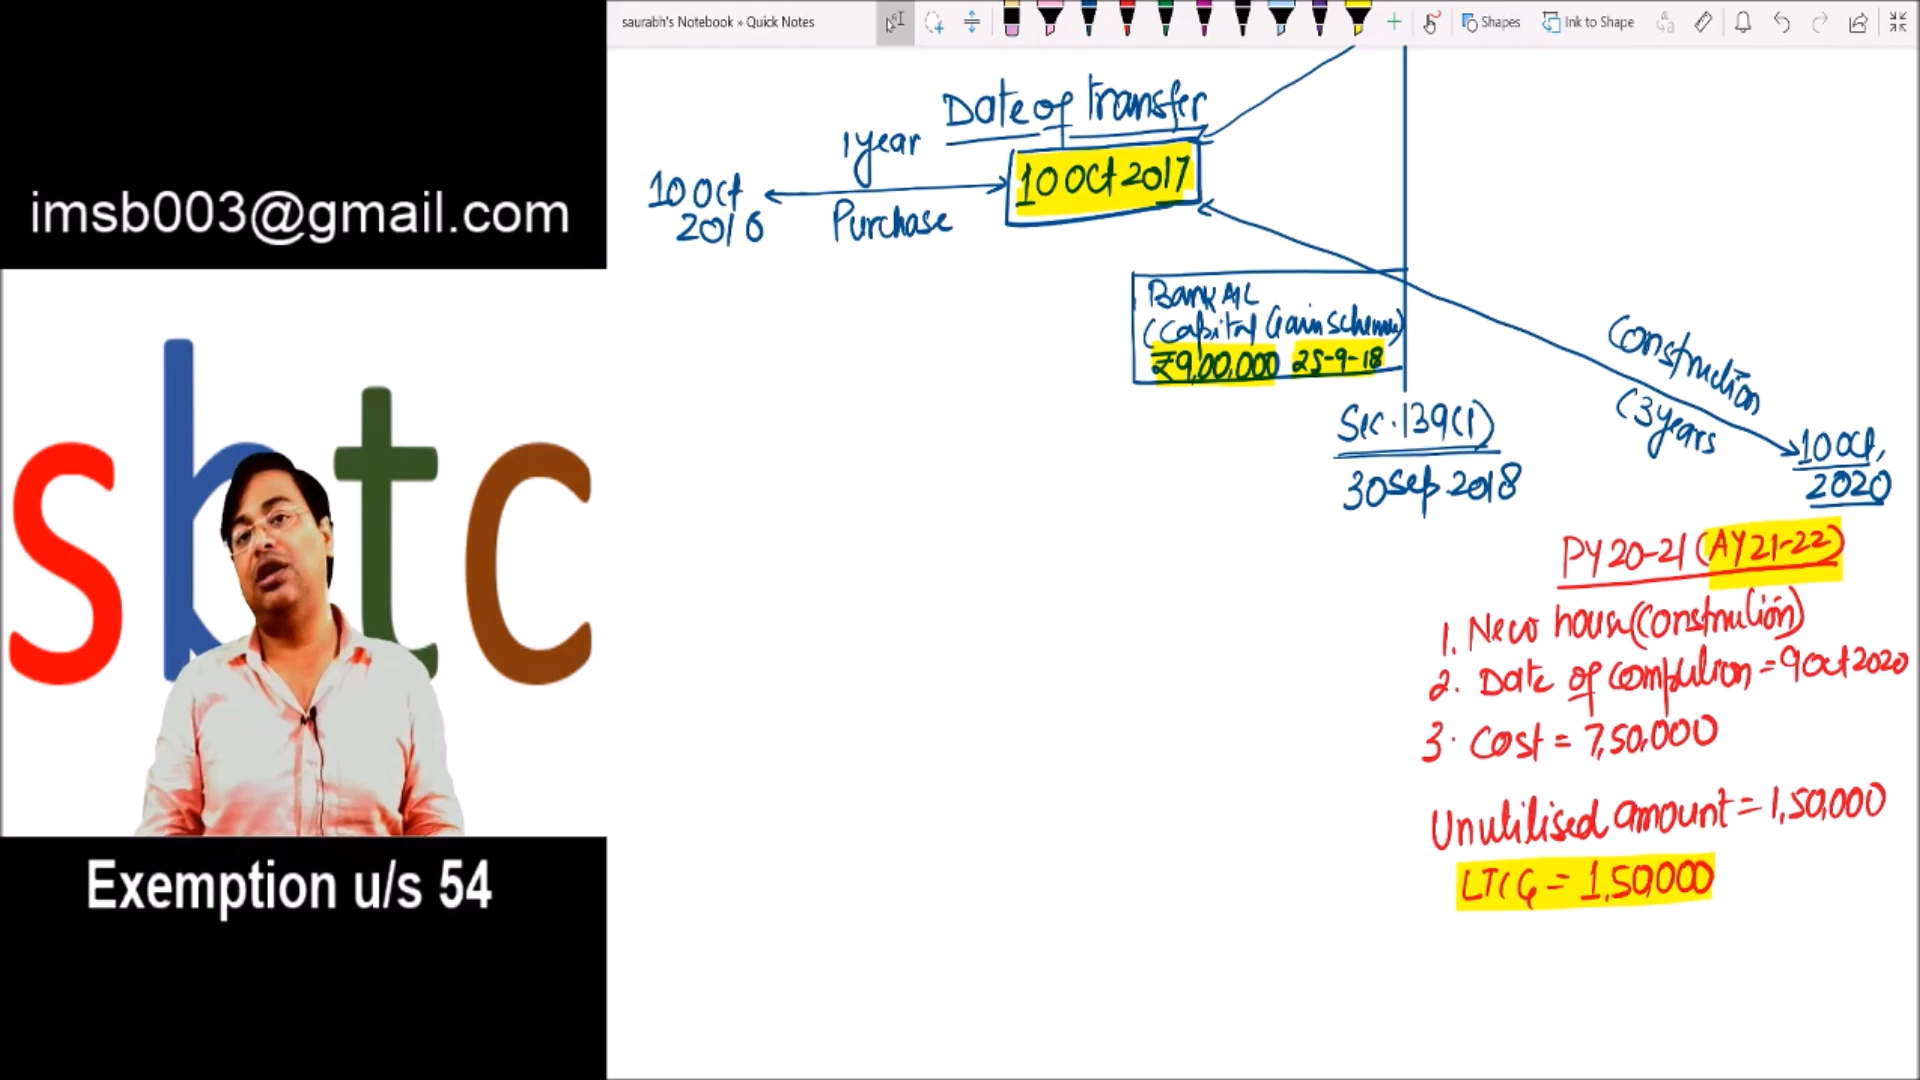 saurabh's Notebook » Quick Notes
Shapes
Ink to Shape
imsb003@gmail.com
sbtc
Exemption u/s 54
Date of transfer
1 year
10 Oct 2017
10 Oct
2016
Purchase
Bank A/c
(Capital Gain scheme)
₹9,00,000 25-9-18
Sec. 139(1)
30 Sep 2018
Construction
(3 years
10 Oct,
2020
PY 20-21 (AY 21-22)
1. New house (Construction)
2. Date of completion = 9 Oct 2020
3. Cost = 7,50,000
Unutilised amount = 1,50,000
LTCG = 1,50,000